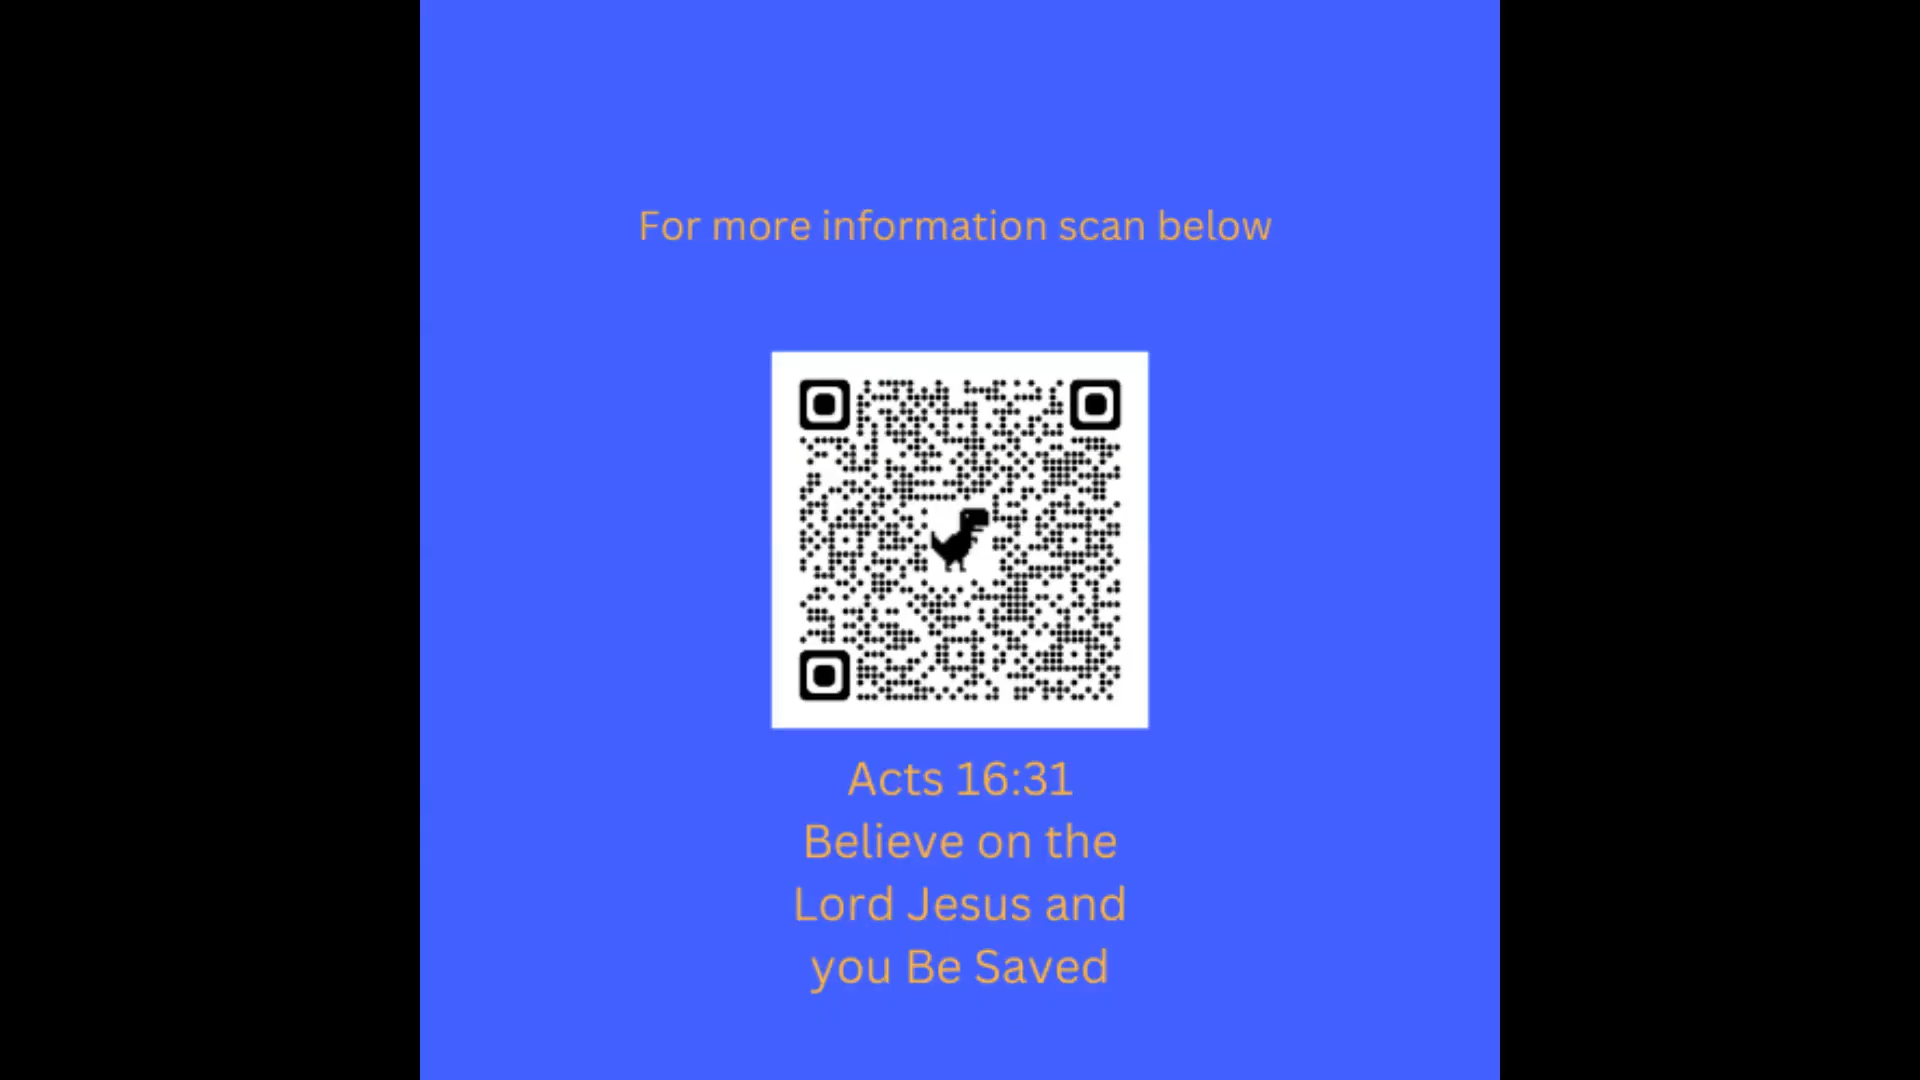 For more information scan below
Acts 16:31
Believe on the
Lord Jesus and
you Be Saved